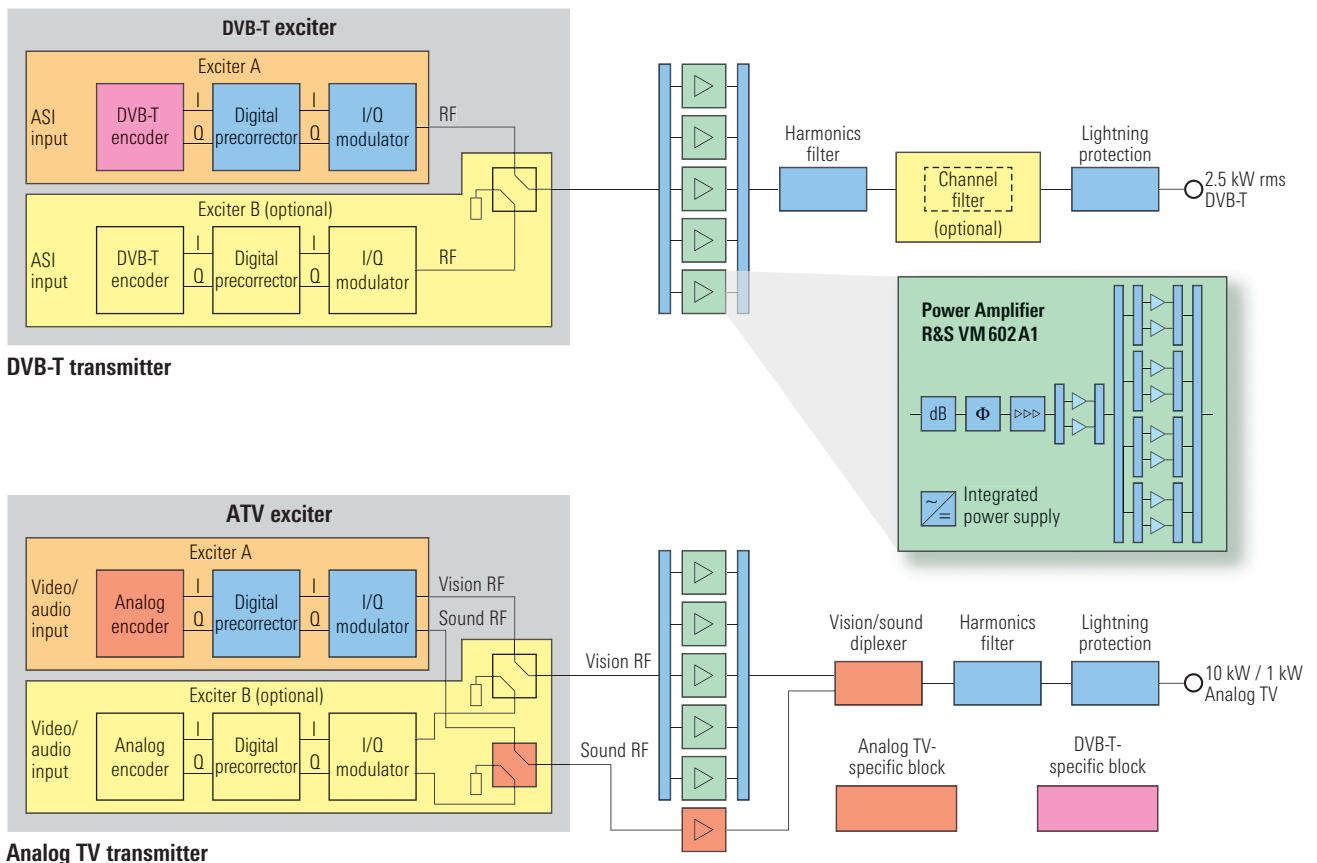 DVB-T exciter
Exciter A
ASI
input
DVB-T
encoder
I
Q
Digital
precorrector
I
Q
I/Q
modulator
RF
Exciter B (optional)
ASI
input
DVB-T
encoder
I
Q
Digital
precorrector
I
Q
I/Q
modulator
RF
Harmonics
filter
Channel
filter
(optional)
Lightning
protection
2.5 kW rms
DVB-T
Power Amplifier
R&S VM 602 A1
dB
Φ
Integrated
power supply
DVB-T transmitter
ATV exciter
Exciter A
Video/
audio
input
Analog
encoder
I
Q
Digital
precorrector
I
Q
I/Q
modulator
Vision RF
Sound RF
Exciter B (optional)
Video/
audio
input
Analog
encoder
I
Q
Digital
precorrector
I
Q
I/Q
modulator
Vision RF
Sound RF
Vision/sound
diplexer
Harmonics
filter
Lightning
protection
10 kW / 1 kW
Analog TV
Analog TV-
specific block
DVB-T-
specific block
Analog TV transmitter